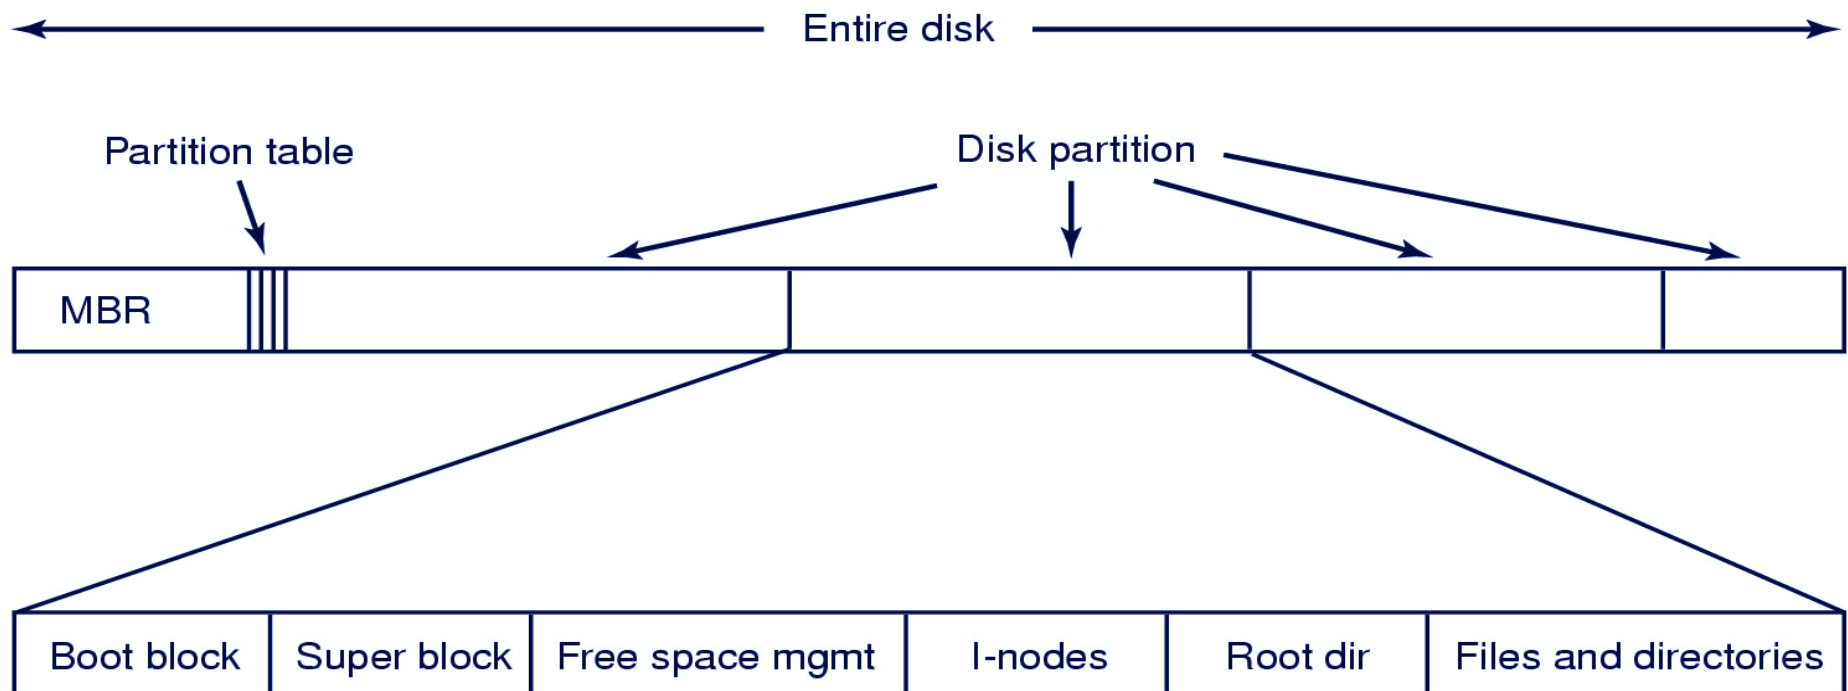 Entire disk
Partition table
Disk partition
MBR
Boot block
Super block
Free space mgmt
I-nodes
Root dir
Files and directories